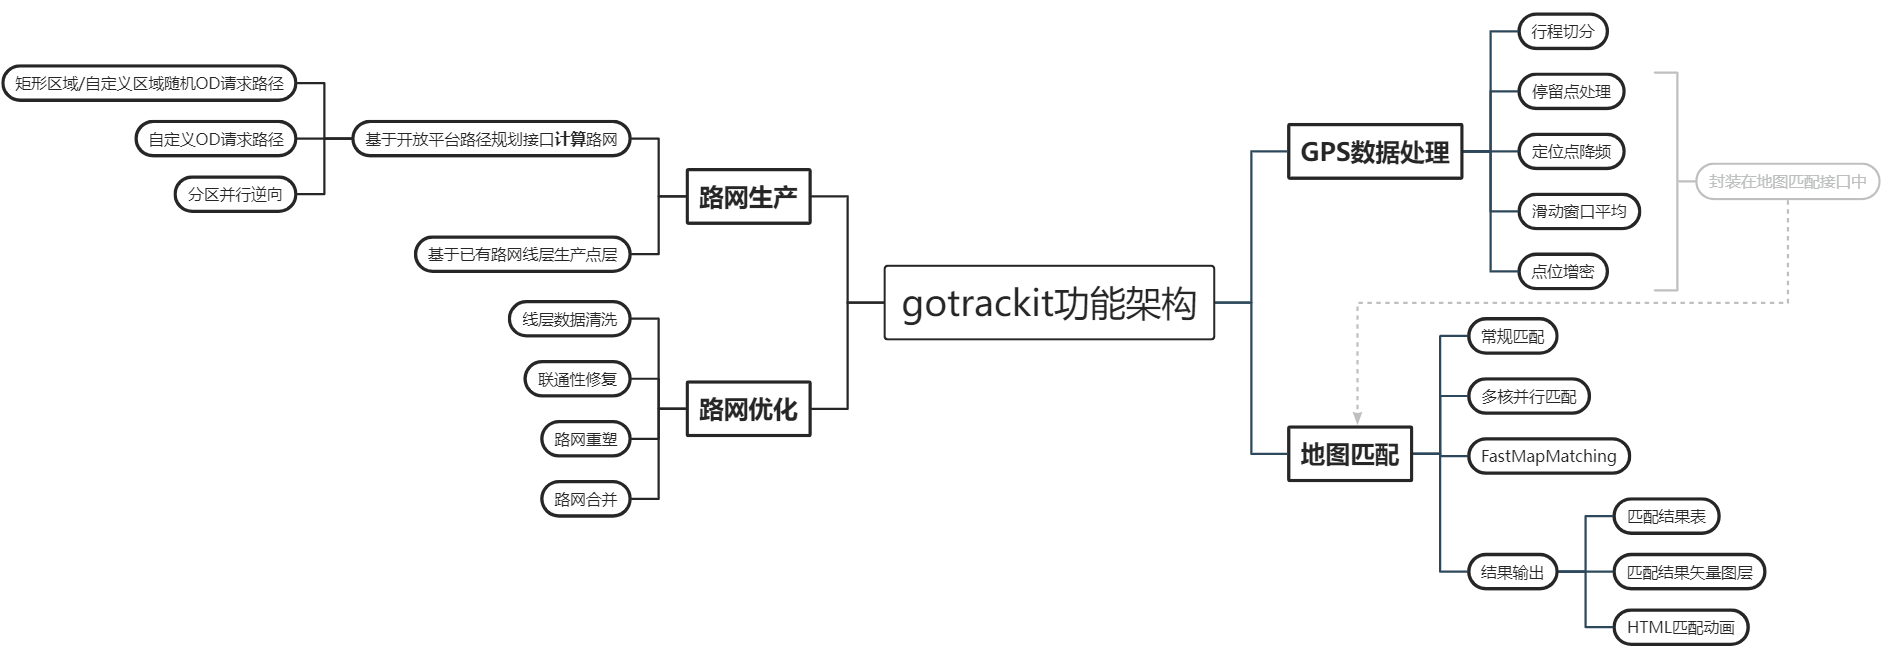 gotrackit功能架构
路网生产
基于开放平台路径规划接口计算路网
矩形区域/自定义区域随机OD请求路径
自定义OD请求路径
分区并行逆向
基于已有路网线层生产点层
路网优化
线层数据清洗
联通性修复
路网重塑
路网合并
GPS数据处理
行程切分
停留点处理
定位点降频
滑动窗口平均
点位增密
封装在地图匹配接口中
地图匹配
常规匹配
多核并行匹配
FastMapMatching
结果输出
匹配结果表
匹配结果矢量图层
HTML匹配动画